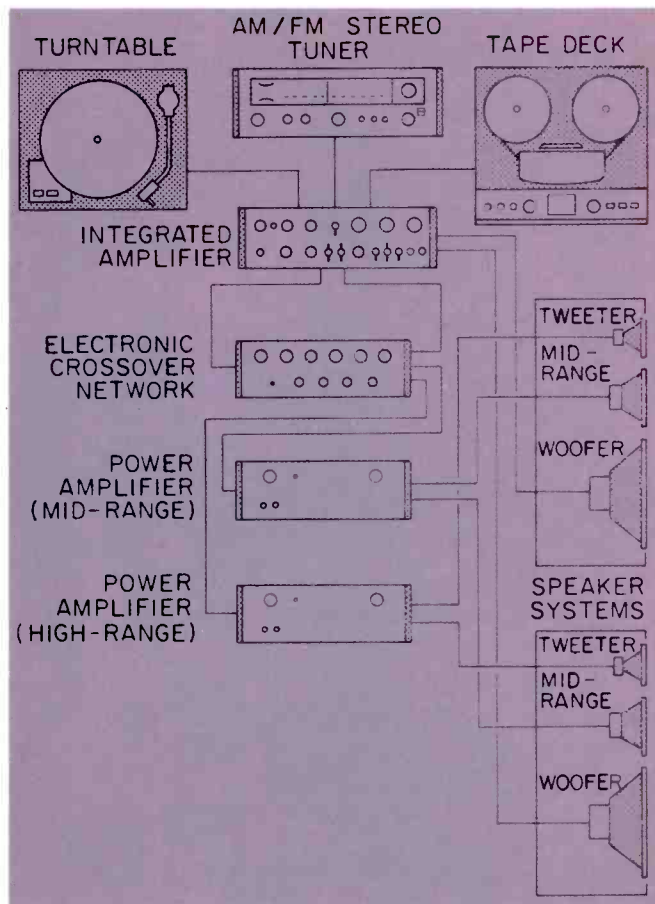 TURNTABLE
AM/FM STEREO
TUNER
TAPE DECK
INTEGRATED
AMPLIFIER
ELECTRONIC
CROSSOVER
NETWORK
POWER
AMPLIFIER
(MID-RANGE)
POWER
AMPLIFIER
(HIGH-RANGE)
TWEETER
MID-
RANGE
WOOFER
SPEAKER
SYSTEMS
TWEETER
MID-
RANGE
WOOFER